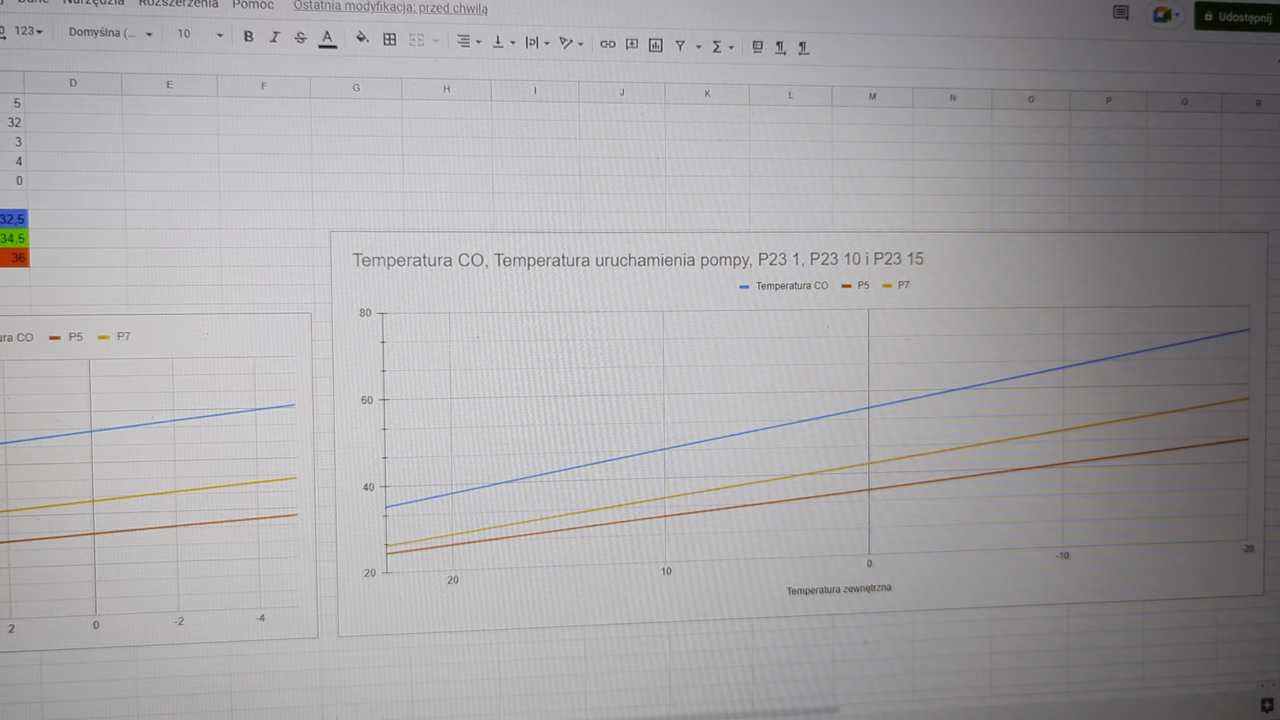 Rozszerzenia Pomoc Ostatnia modyfikacja: przed chwilą
Udostępnij
123 Domyślna (... 10 B I S A
D E F G H I J K L M N O P Q R
5
32
3
4
0
32,5
34,5
36
Temperatura CO, Temperatura uruchamienia pompy, P23 1, P23 10 i P23 15
Temperatura CO P5 P7
80
60
40
20
20 10 0 -10 -20
Temperatura zewnętrzna
ura CO P5 P7
2 0 -2 -4